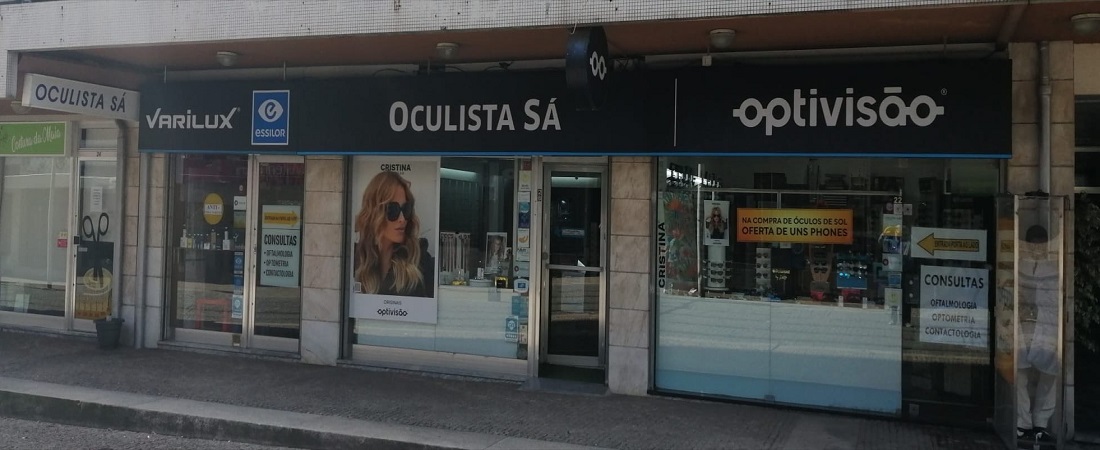 OCULISTA SÁ
VARILUX®
essilor
OCULISTA SÁ
optivisão®
CRISTINA
optivisão
CONSULTAS
• OFTALMOLOGIA
• OPTOMETRIA
• CONTACTOLOGIA
CRISTINA
NA COMPRA DE ÓCULOS DE SOL
OFERTA DE UNS PHONES
22
CONSULTAS
OFTALMOLOGIA
OPTOMETRIA
CONTACTOLOGIA